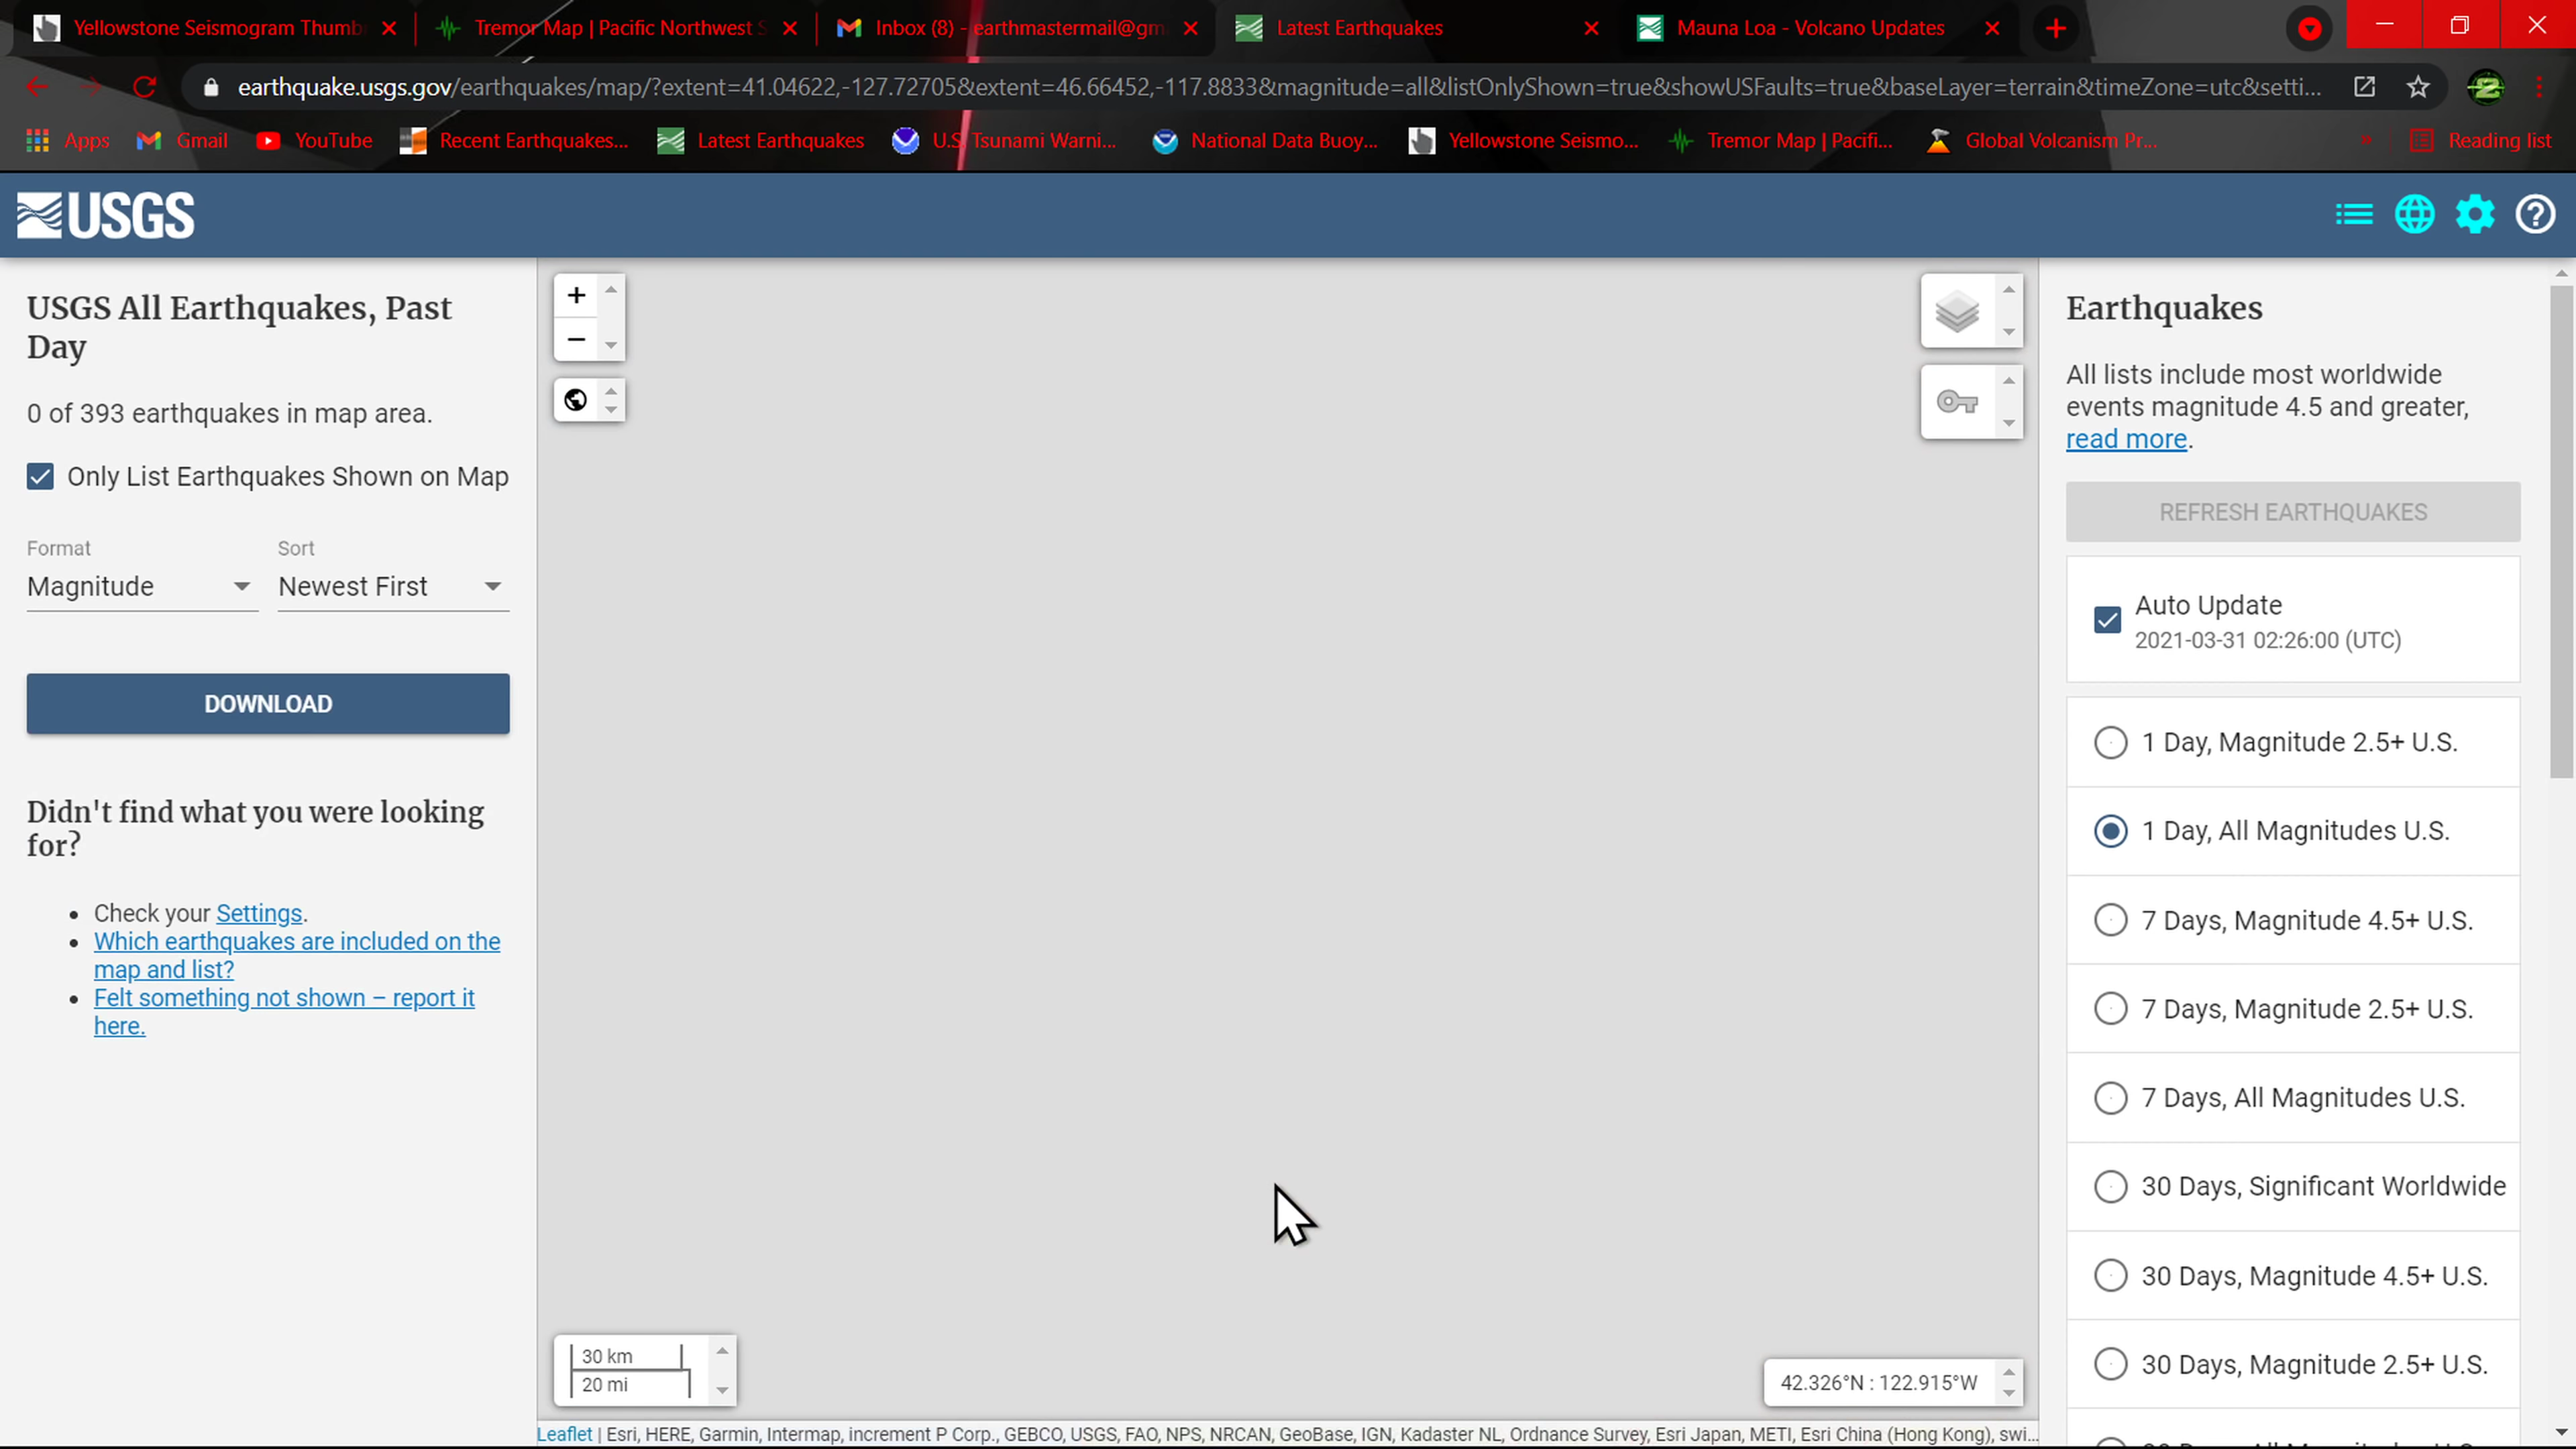 Yellowstone Seismogram Thumb
Tremor Map | Pacific Northwest S
Inbox (8) - earthmastermail@gm
Latest Earthquakes
Mauna Loa - Volcano Updates
earthquake.usgs.gov/earthquakes/map/?extent=41.04622,-127.72705&extent=46.66452,-117.8833&magnitude=all&listOnlyShown=true&showUSFaults=true&baseLayer=terrain&timeZone=utc&setti...
Apps
Gmail
YouTube
Recent Earthquakes...
Latest Earthquakes
U.S. Tsunami Warni...
National Data Buoy...
Yellowstone Seismo...
Tremor Map | Pacifi...
Global Volcanism Pr...
»
Reading list
USGS
USGS All Earthquakes, Past
Day
0 of 393 earthquakes in map area.
Only List Earthquakes Shown on Map
Format
Sort
Magnitude
Newest First
DOWNLOAD
Didn't find what you were looking
for?
• Check your Settings.
• Which earthquakes are included on the
map and list?
• Felt something not shown – report it
here.
+
−
30 km
20 mi
42.326°N : 122.915°W
Leaflet | Esri, HERE, Garmin, Intermap, increment P Corp., GEBCO, USGS, FAO, NPS, NRCAN, GeoBase, IGN, Kadaster NL, Ordnance Survey, Esri Japan, METI, Esri China (Hong Kong), swi...
Earthquakes
All lists include most worldwide
events magnitude 4.5 and greater,
read more.
REFRESH EARTHQUAKES
Auto Update
2021-03-31 02:26:00 (UTC)
1 Day, Magnitude 2.5+ U.S.
1 Day, All Magnitudes U.S.
7 Days, Magnitude 4.5+ U.S.
7 Days, Magnitude 2.5+ U.S.
7 Days, All Magnitudes U.S.
30 Days, Significant Worldwide
30 Days, Magnitude 4.5+ U.S.
30 Days, Magnitude 2.5+ U.S.